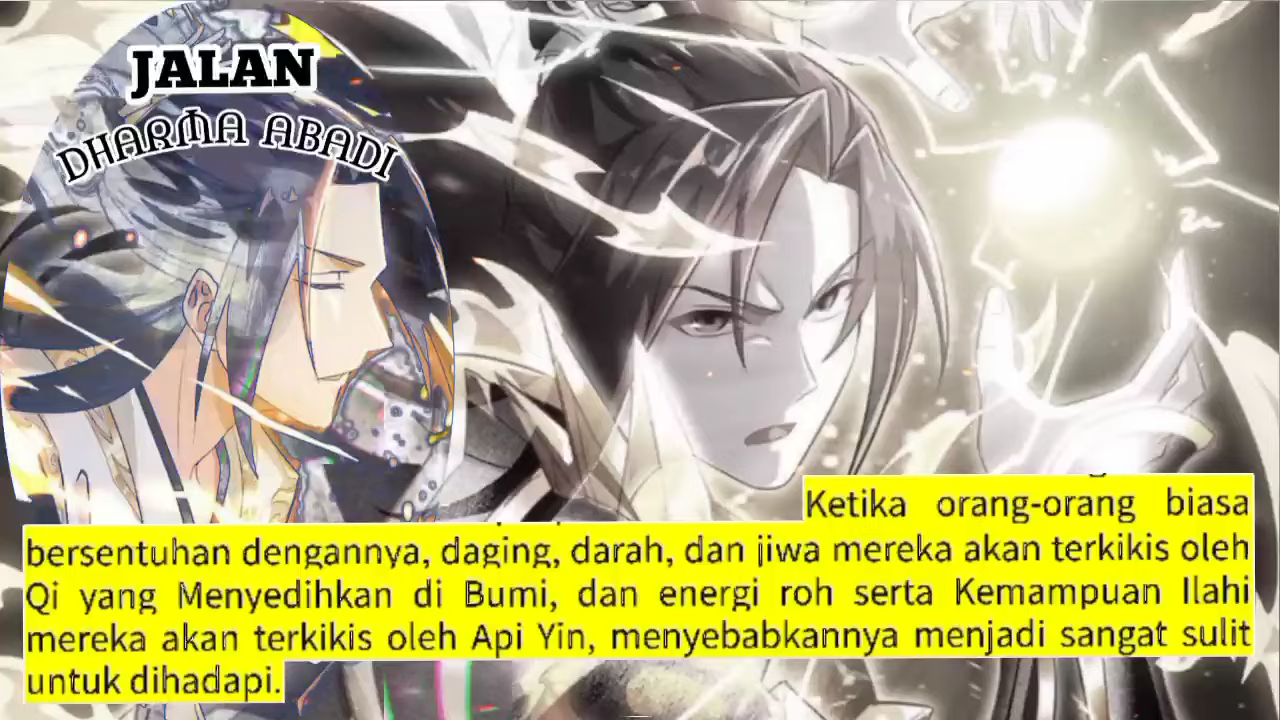 JALAN
DHARMA ABADI
Ketika orang-orang biasa
bersentuhan dengannya, daging, darah, dan jiwa mereka akan terkikis oleh
Qi yang Menyedihkan di Bumi, dan energi roh serta Kemampuan Ilahi
mereka akan terkikis oleh Api Yin, menyebabkannya menjadi sangat sulit
untuk dihadapi.